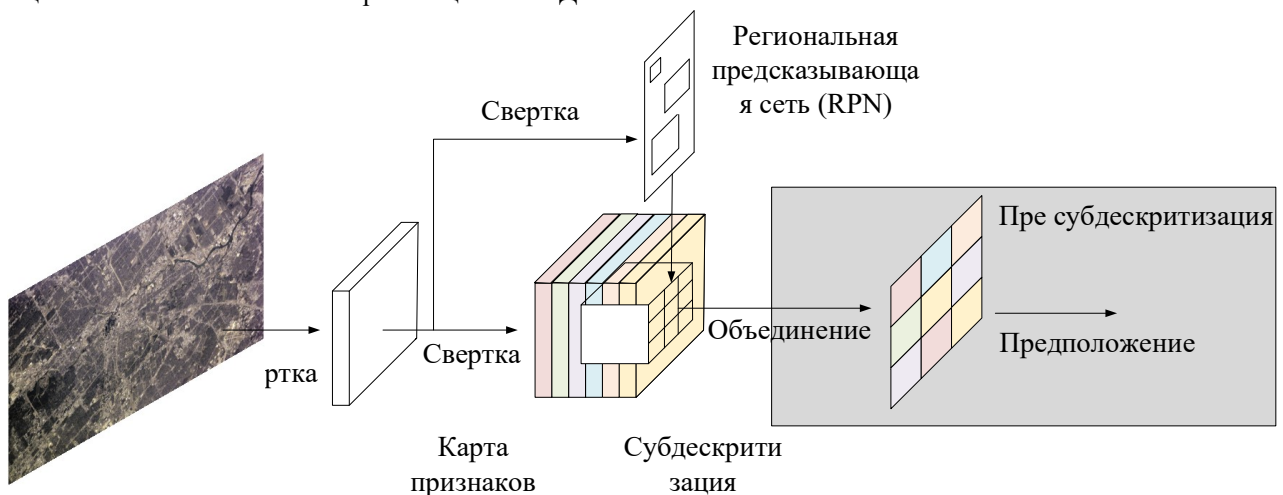 Региональная
предсказывающа
я сеть (RPN)
Свертка
Пре субдескритизация
Объединение
Свертка
Предположение
ртка
Карта
признаков
Субдескрити
зация